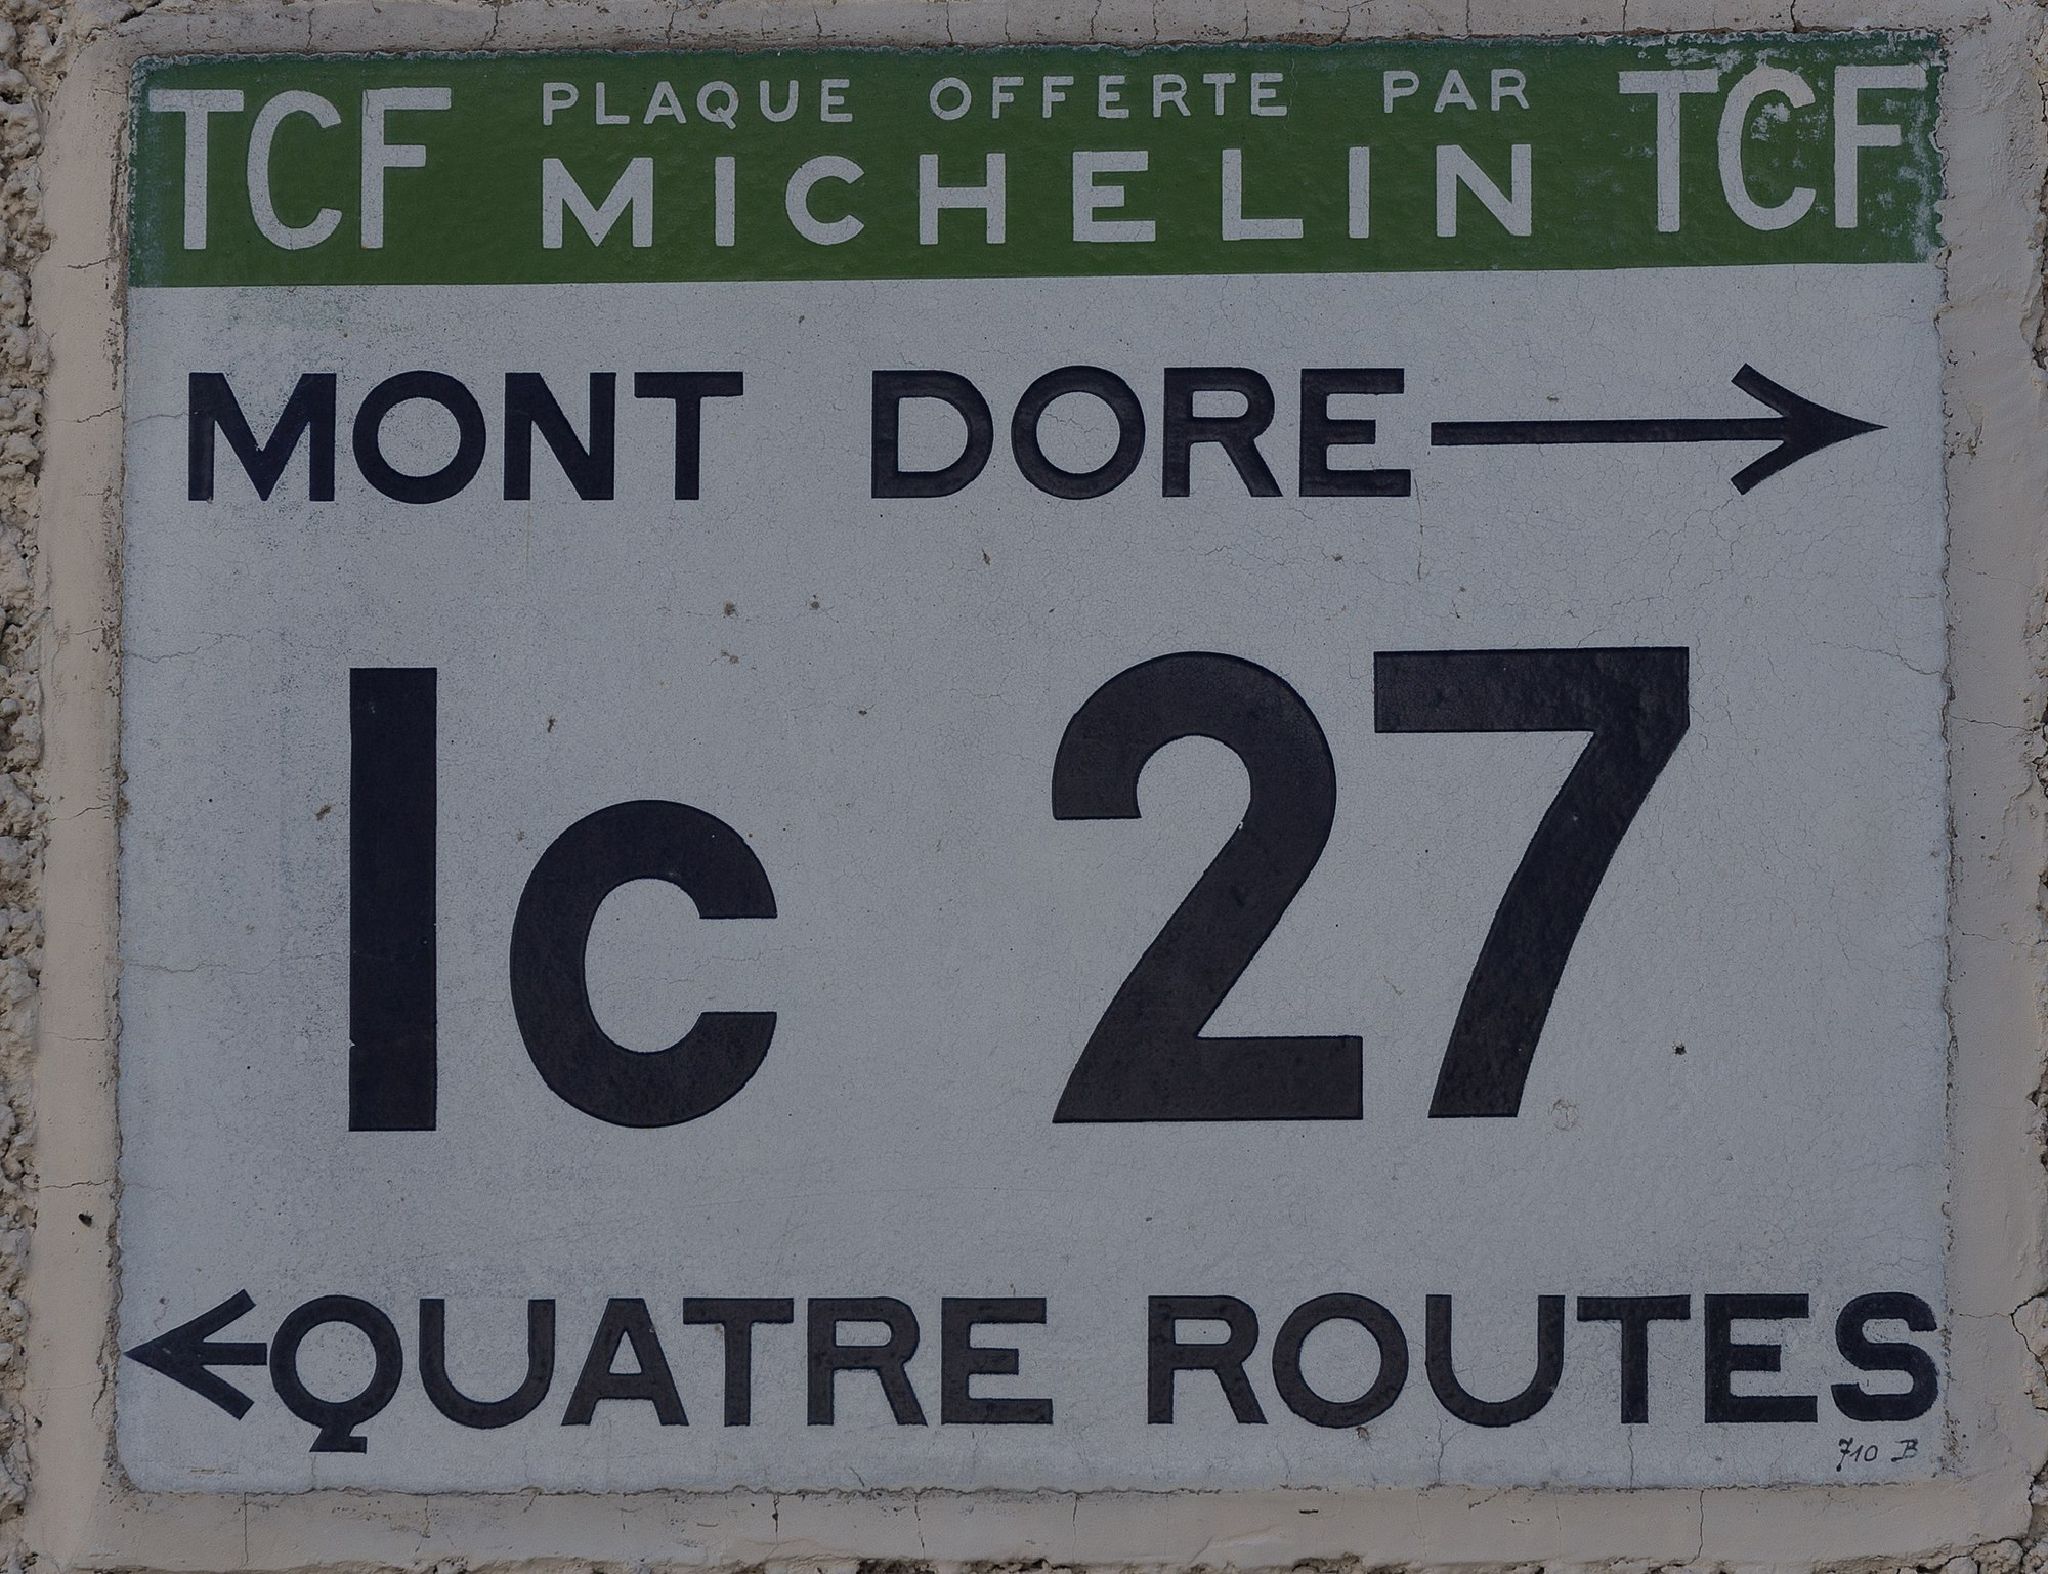 TCF PLAQUE OFFERTE PAR TCF
MICHELIN
MONT DORE →
Ic 27
← QUATRE ROUTES
710 B